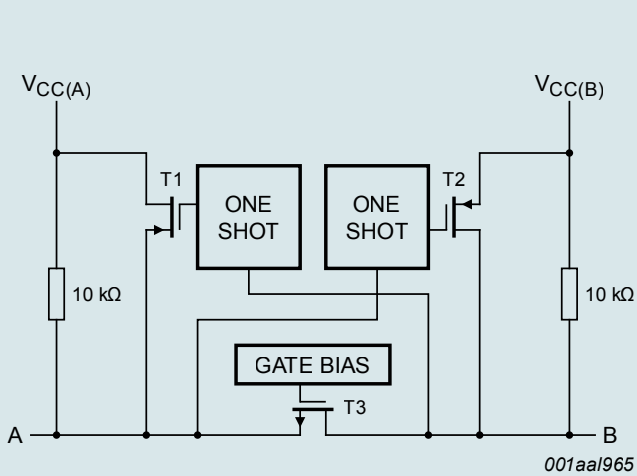 VCC(A)
VCC(B)
T1
ONE
SHOT
ONE
SHOT
T2
10 kΩ
10 kΩ
GATE BIAS
T3
A
B
001aal965